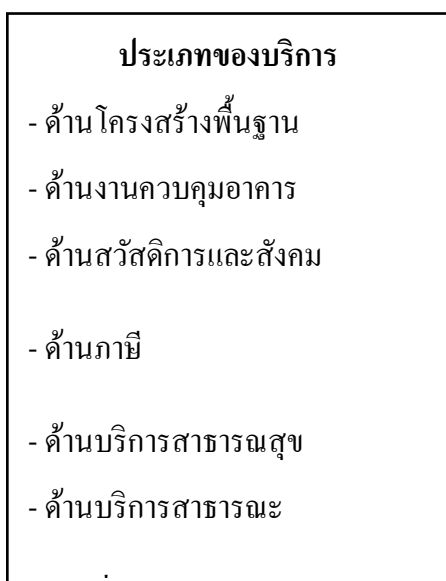 ประเภทของบริการ
- ด้านโครงสร้างพื้นฐาน
- ด้านงานควบคุมอาคาร
- ด้านสวัสดิการและสังคม
- ด้านภาษี
- ด้านบริการสาธารณสุข
- ด้านบริการสาธารณะ